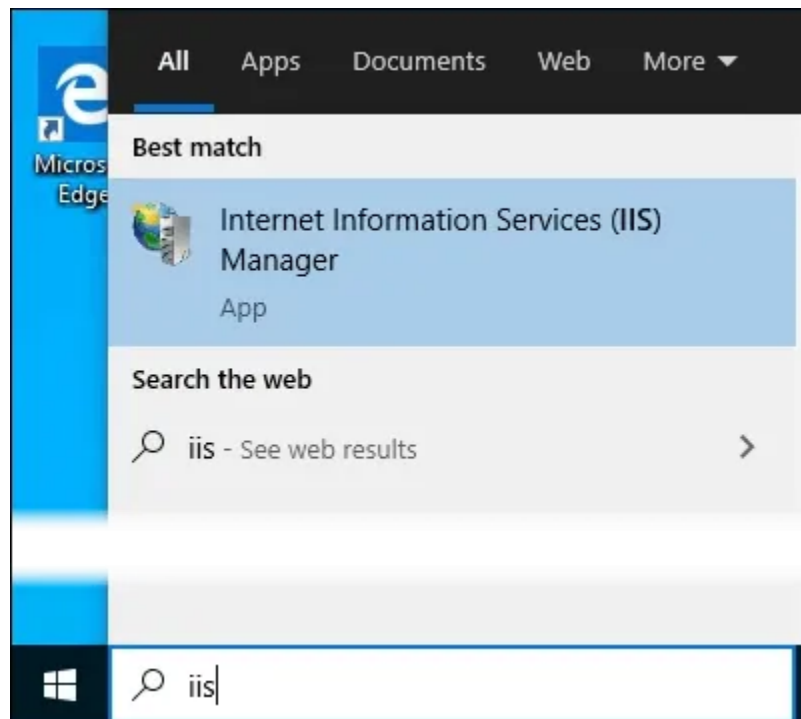 All Apps Documents Web More
Best match
Micros
Edge
Internet Information Services (IIS)
Manager
App
Search the web
iis - See web results
iis